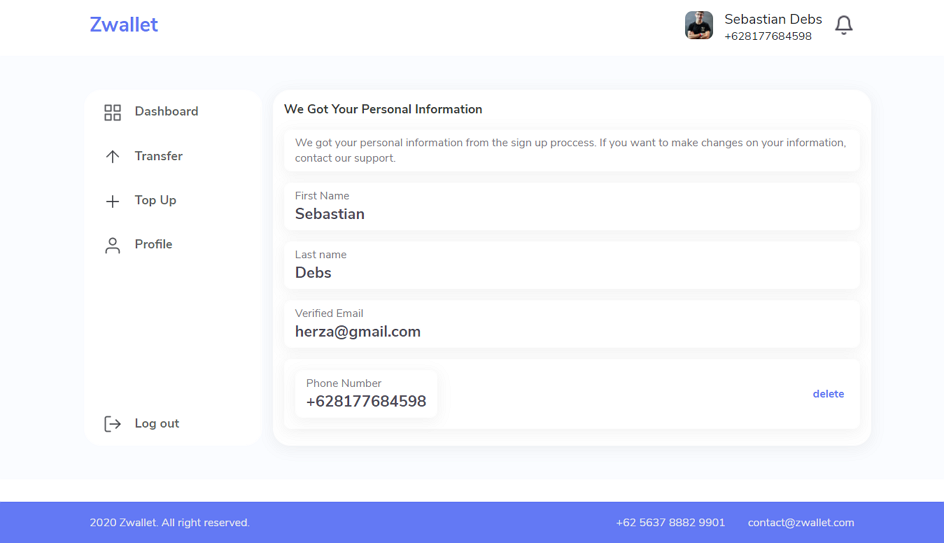 Zwallet
Sebastian Debs
+628177684598
Dashboard
Transfer
Top Up
Profile
Log out
We Got Your Personal Information
We got your personal information from the sign up proccess. If you want to make changes on your information,
contact our support.
First Name
Sebastian
Last name
Debs
Verified Email
herza@gmail.com
Phone Number
+628177684598
delete
2020 Zwallet. All right reserved.
+62 5637 8882 9901
contact@zwallet.com